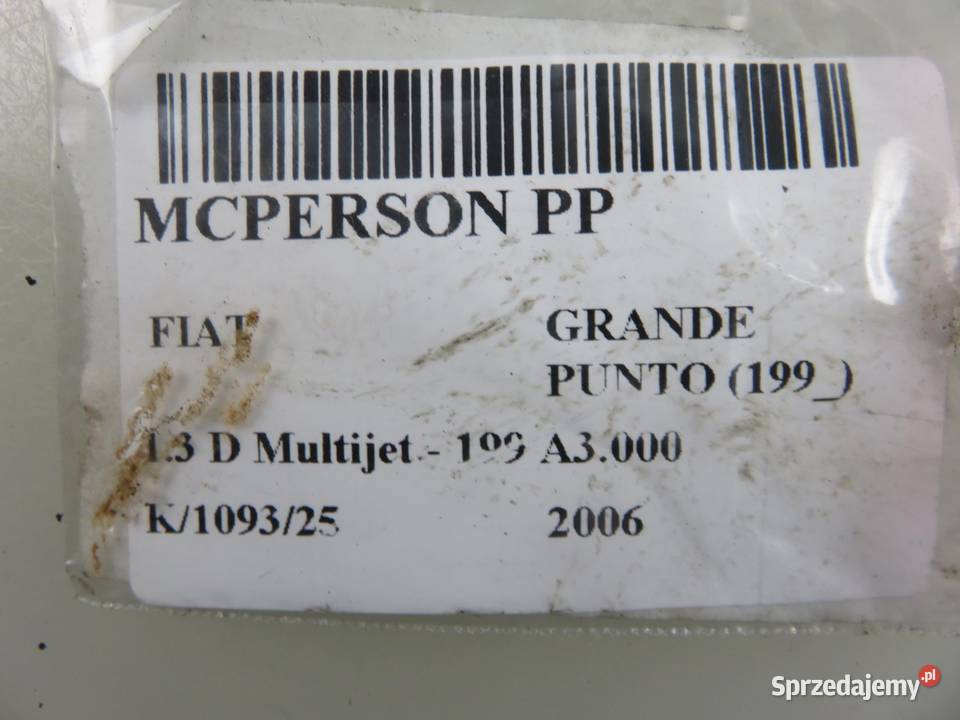 MCPERSON PP
FIAT
GRANDE
PUNTO (199_)
1.3 D Multijet - 199 A3.000
K/1093/25
2006
Sprzedajemy.pl